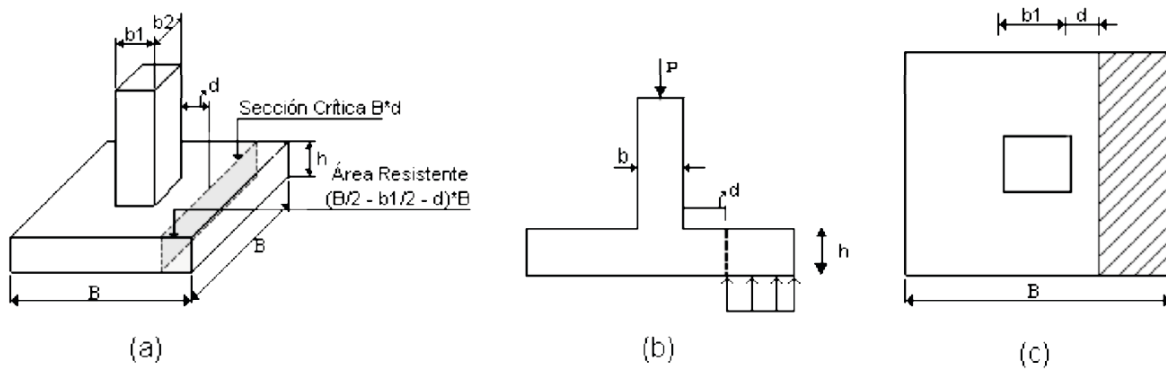 b1
b2
d
Sección Crítica B*d
h
Área Resistente
(B/2 - b1/2 - d)*B
B
B
(a)
P
b
d
h
(b)
b1
d
B
(c)